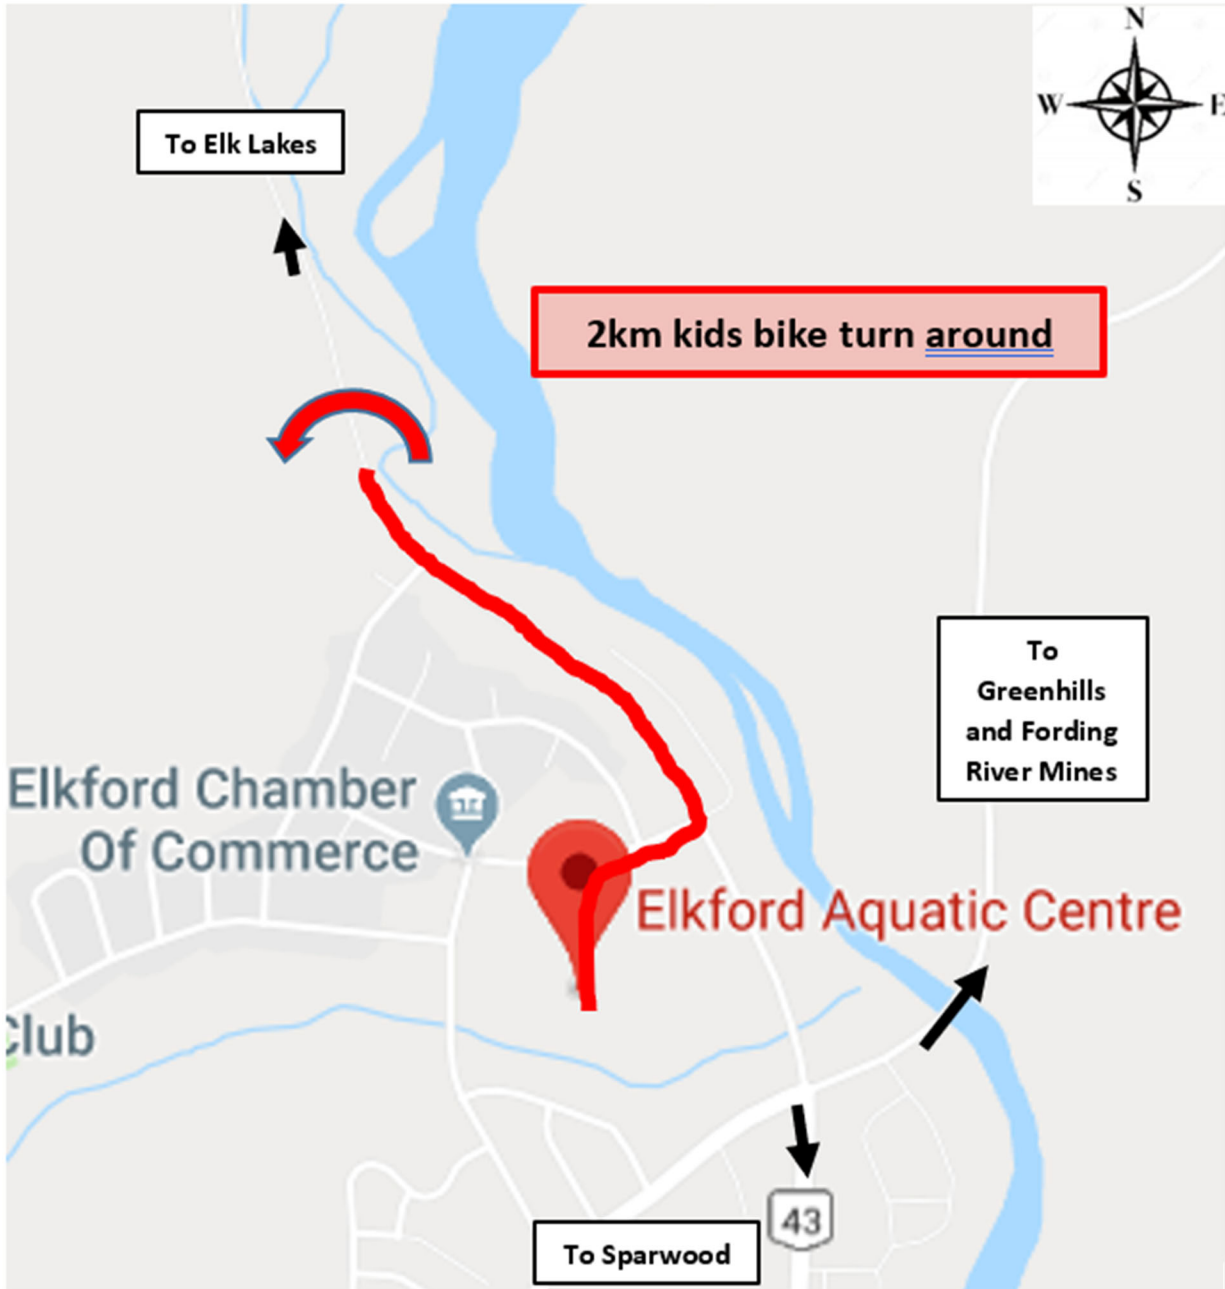 N
W
E
S
To Elk Lakes
2km kids bike turn around
To
Greenhills
and Fording
River Mines
Elkford Chamber
Of Commerce
Elkford Aquatic Centre
Club
43
To Sparwood